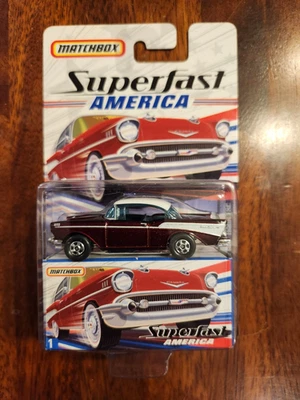 MATCHBOX
Superfast
AMERICA
MATCHBOX
Superfast
AMERICA
1